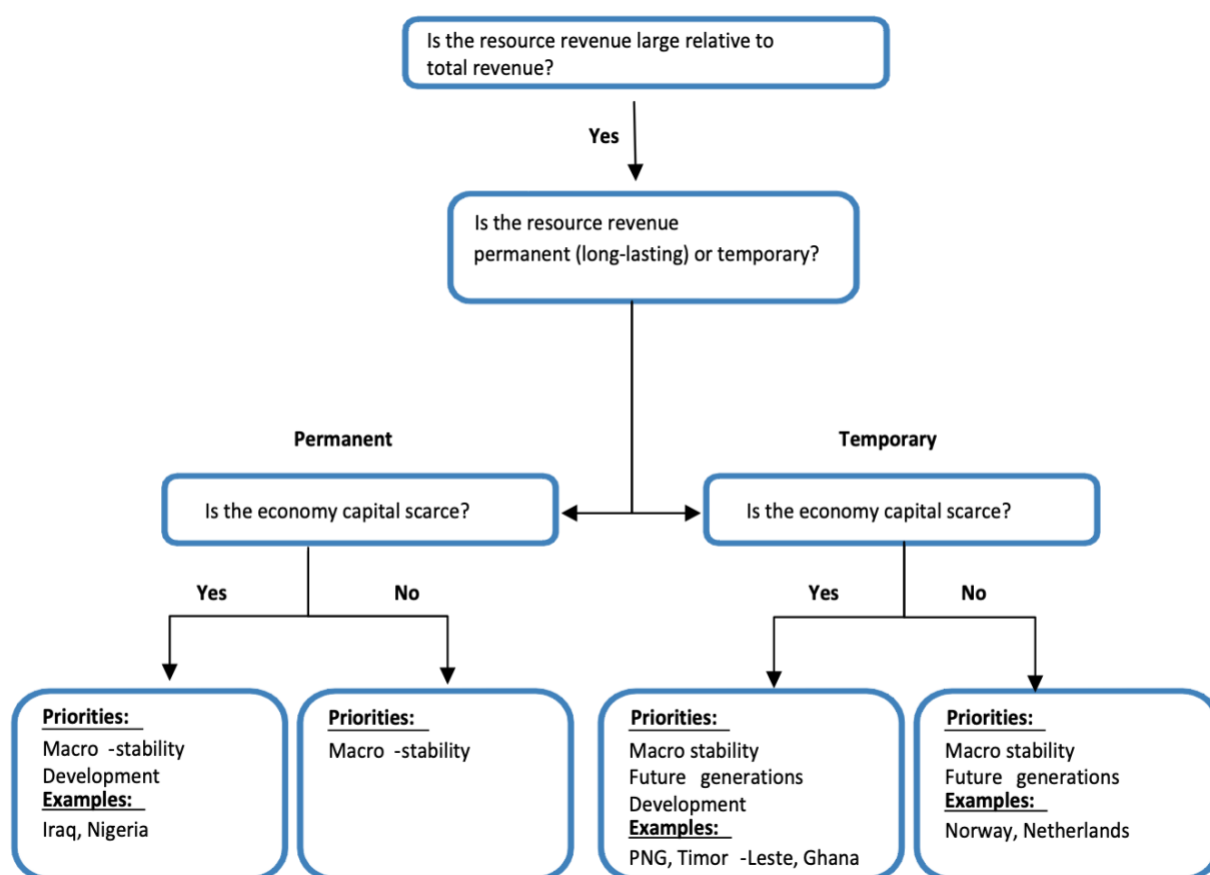 Is the resource revenue large relative to
total revenue?
Yes
Is the resource revenue
permanent (long-lasting) or temporary?
Permanent
Temporary
Is the economy capital scarce?
Is the economy capital scarce?
Yes
No
Yes
No
Priorities:
Macro -stability
Development
Examples:
Iraq, Nigeria
Priorities:
Macro -stability
Priorities:
Macro stability
Future generations
Development
Examples:
PNG, Timor -Leste, Ghana
Priorities:
Macro stability
Future generations
Examples:
Norway, Netherlands